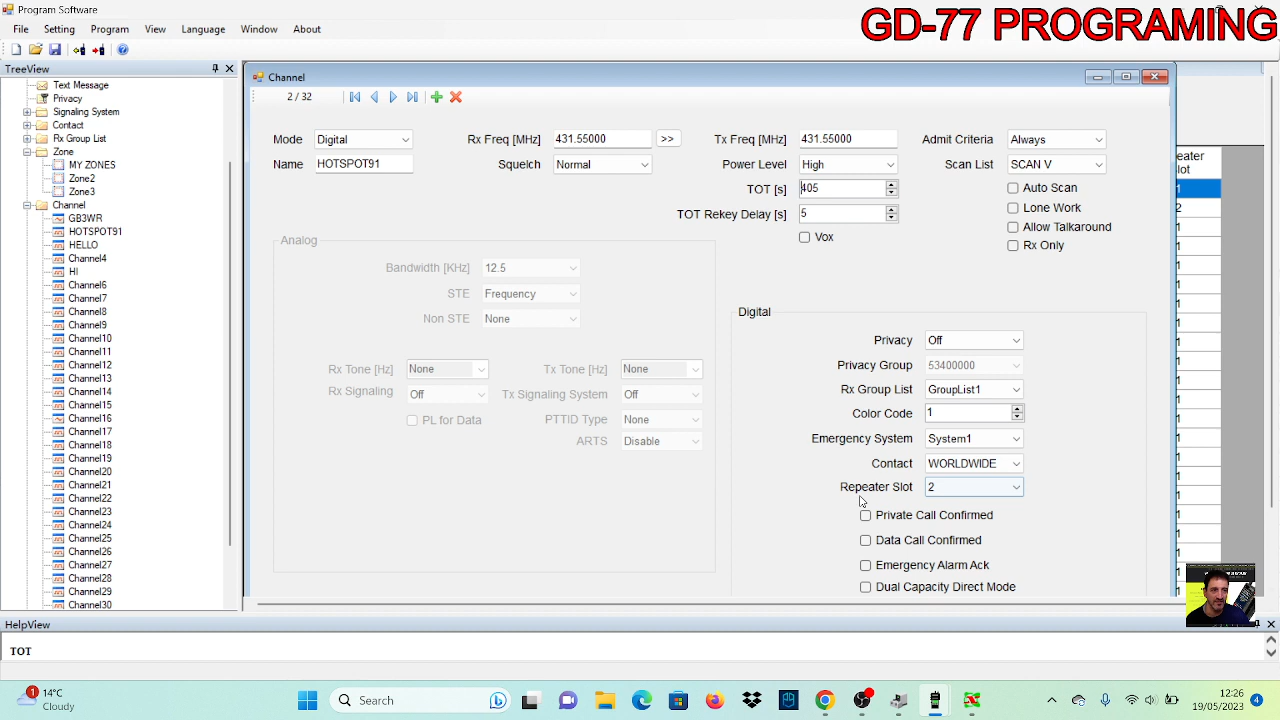 Program Software
GD-77 PROGRAMING
File Setting Program View Language Window About
TreeView
Text Message
Privacy
Signaling System
Contact
Rx Group List
Zone
MY ZONES
Zone2
Zone3
Channel
GB3WR
HOTSPOT91
HELLO
Channel4
HI
Channel6
Channel7
Channel8
Channel9
Channel10
Channel11
Channel12
Channel13
Channel14
Channel15
Channel16
Channel17
Channel18
Channel19
Channel20
Channel21
Channel22
Channel23
Channel24
Channel25
Channel26
Channel27
Channel28
Channel29
Channel30
Channel
2 / 32
Mode Digital Rx Freq [MHz] 431.55000 >> Tx Freq [MHz] 431.55000 Admit Criteria Always
Name HOTSPOT91 Squelch Normal Power Level High Scan List SCAN V
TOT [s] 405 Auto Scan
TOT Rekey Delay [s] 5 Lone Work
Allow Talkaround
Vox Rx Only
Analog
Bandwidth [KHz] 12.5
STE Frequency
Non STE None
Rx Tone [Hz] None Tx Tone [Hz] None
Rx Signaling Off Tx Signaling System Off
PL for Data PTTID Type None
ARTS Disable
Digital
Privacy Off
Privacy Group 53400000
Rx Group List GroupList1
Color Code 1
Emergency System System1
Contact WORLDWIDE
Repeater Slot 2
Private Call Confirmed
Data Call Confirmed
Emergency Alarm Ack
Dual Capacity Direct Mode
HelpView
TOT
1 14°C
Cloudy
Search
12:26
19/05/2023
4